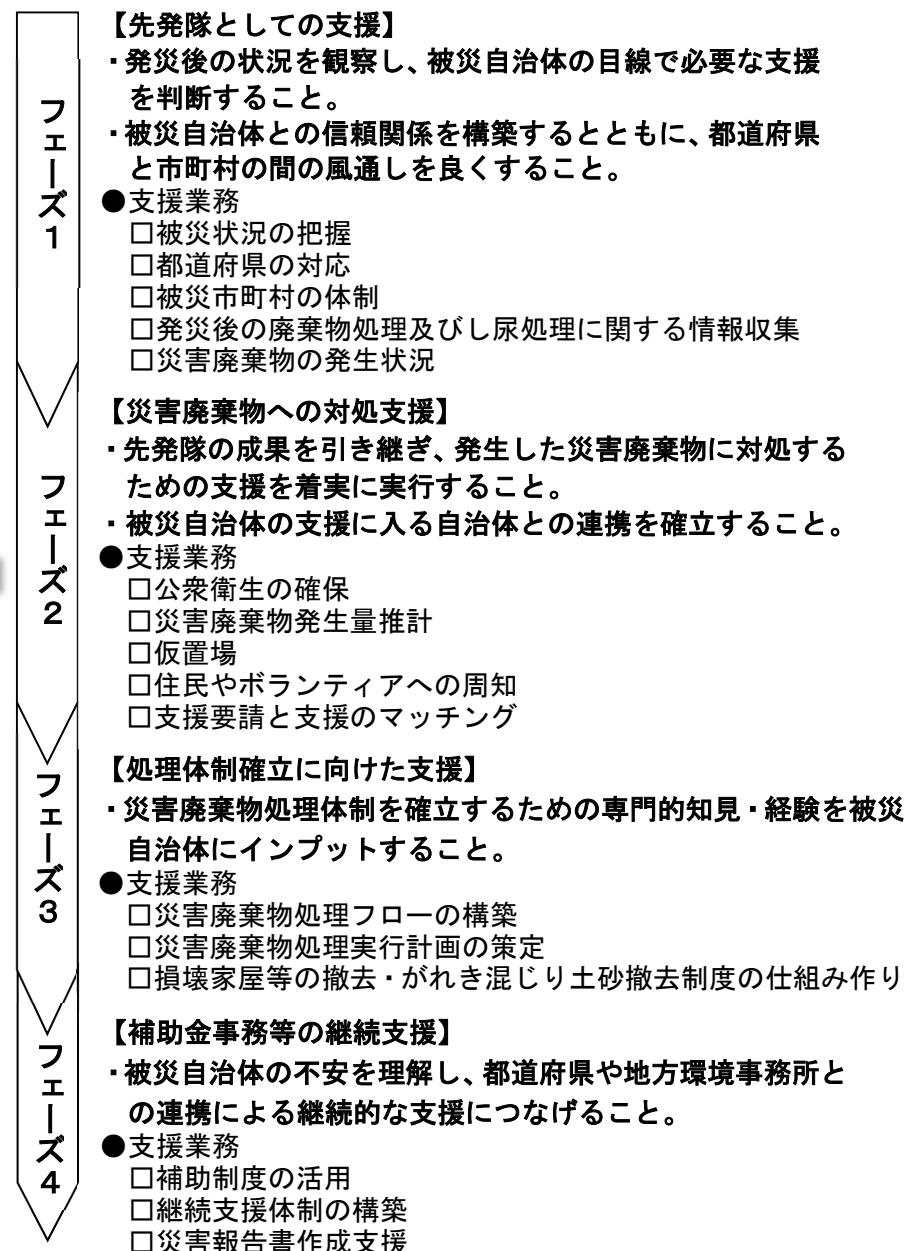 フェーズ1
【先発隊としての支援】
・発災後の状況を観察し、被災自治体の目線で必要な支援
を判断すること。
・被災自治体との信頼関係を構築するとともに、都道府県
と市町村の間の風通しを良くすること。
●支援業務
□被災状況の把握
□都道府県の対応
□被災市町村の体制
□発災後の廃棄物処理及びし尿処理に関する情報収集
□災害廃棄物の発生状況
フェーズ2
【災害廃棄物への対処支援】
・先発隊の成果を引き継ぎ、発生した災害廃棄物に対処する
ための支援を着実に実行すること。
・被災自治体の支援に入る自治体との連携を確立すること。
●支援業務
□公衆衛生の確保
□災害廃棄物発生量推計
□仮置場
□住民やボランティアへの周知
□支援要請と支援のマッチング
フェーズ3
【処理体制確立に向けた支援】
・災害廃棄物処理体制を確立するための専門的知見・経験を被災
自治体にインプットすること。
●支援業務
□災害廃棄物処理フローの構築
□災害廃棄物処理実行計画の策定
□損壊家屋等の撤去・がれき混じり土砂撤去制度の仕組み作り
フェーズ4
【補助金事務等の継続支援】
・被災自治体の不安を理解し、都道府県や地方環境事務所と
の連携による継続的な支援につなげること。
●支援業務
□補助制度の活用
□継続支援体制の構築
□災害報告書作成支援